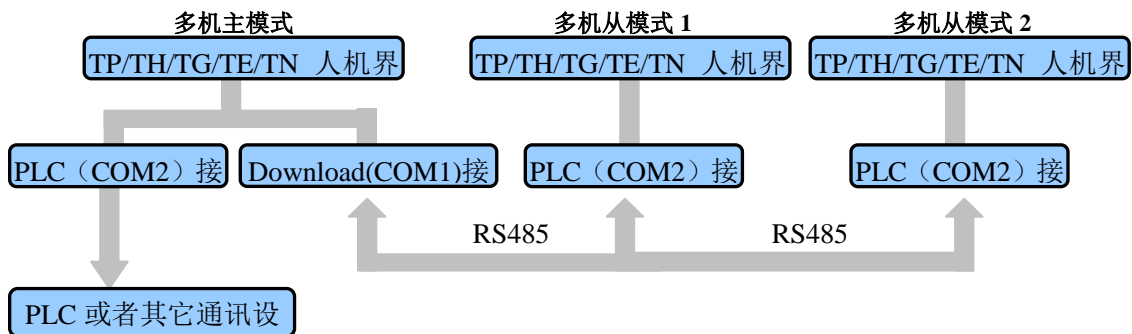 多机主模式
多机从模式 1
多机从模式 2
TP/TH/TG/TE/TN 人机界
TP/TH/TG/TE/TN 人机界
TP/TH/TG/TE/TN 人机界
PLC（COM2）接
Download(COM1)接
PLC（COM2）接
PLC（COM2）接
RS485
RS485
PLC 或者其它通讯设